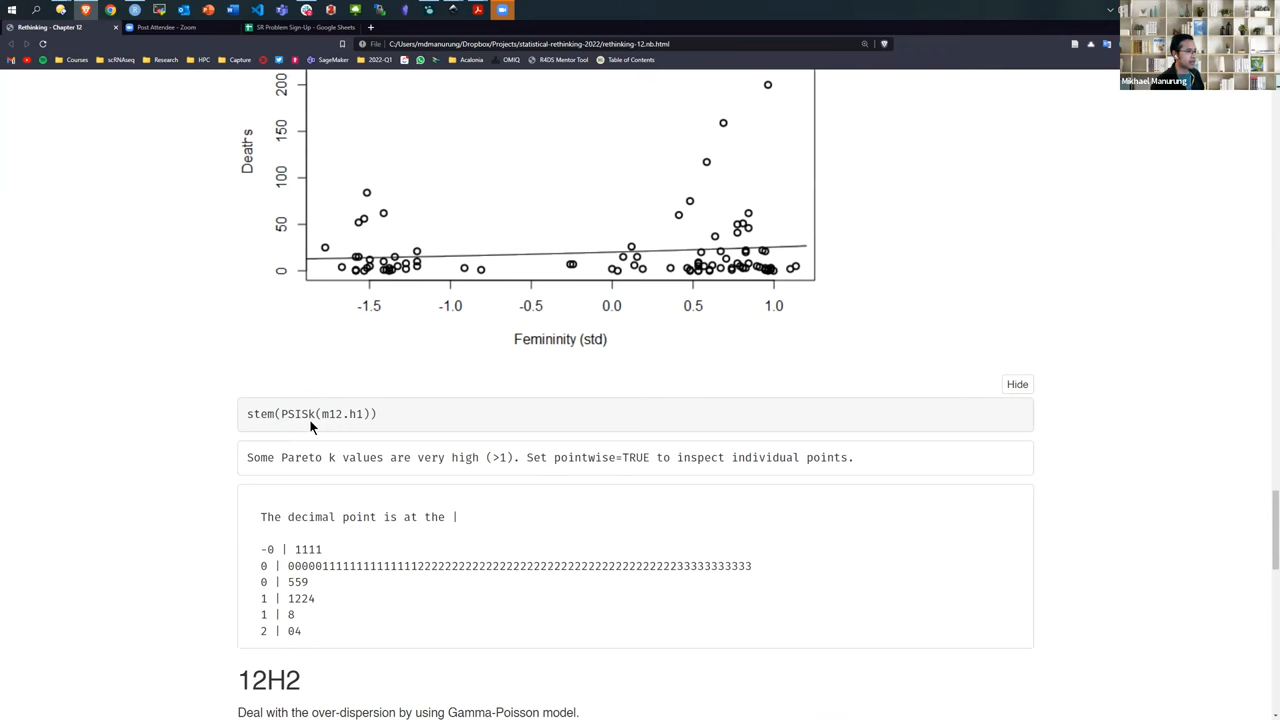 Rethinking - Chapter 12
Post Attendee - Zoom
SR Problem Sign-Up - Google Sheets
File
C:/Users/mdmanurung/Dropbox/Projects/statistical-rethinking-2022/rethinking-12.nb.html
Courses
scRNAseq
Research
HPC
Capture
SageMaker
2022-Q1
Acalonia
OMIQ
R4DS Mentor Tool
Table of Contents
Mikhael Manurung
200
150
100
50
0
Deaths
-1.5 -1.0 -0.5 0.0 0.5 1.0
Femininity (std)
Hide
stem(PSISk(m12.h1))
Some Pareto k values are very high (>1). Set pointwise=TRUE to inspect individual points.
The decimal point is at the |
-0 | 1111
0 | 000001111111111111122222222222222222222222222222222222222233333333333
0 | 559
1 | 1224
1 | 8
2 | 04
12H2
Deal with the over-dispersion by using Gamma-Poisson model.